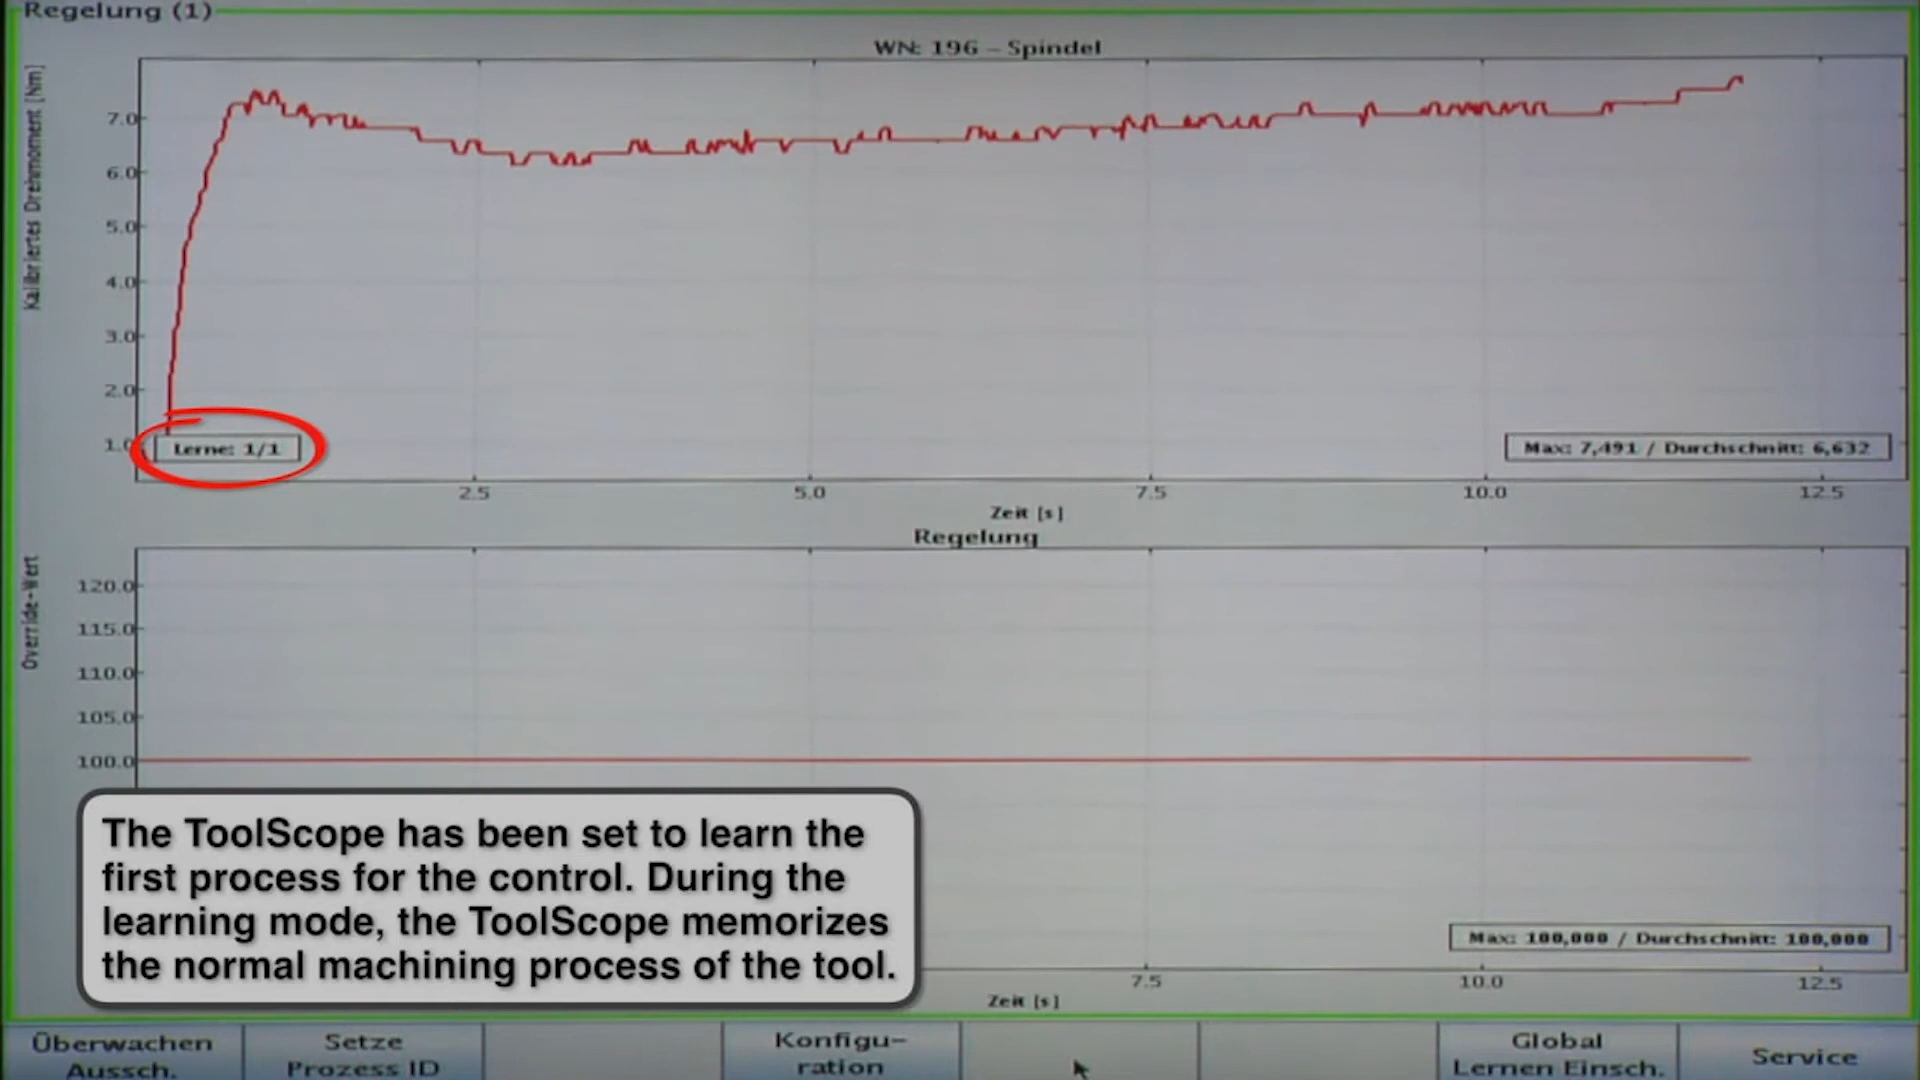 Regelung (1)
WN: 196 – Spindel
Kalibriertes Drehmoment [Nm]
7.0
6.0
5.0
4.0
3.0
2.0
1.0
Lerne: 1/1
Max: 7,491 / Durchschnitt: 6,632
2.5 5.0 7.5 10.0 12.5
Zeit [s]
Regelung
Override-Wert
120.0
115.0
110.0
105.0
100.0
The ToolScope has been set to learn the
first process for the control. During the
learning mode, the ToolScope memorizes
the normal machining process of the tool.
Max: 100,000 / Durchschnitt: 100,000
7.5 10.0 12.5
Zeit [s]
Überwachen
Aussch.
Setze
Prozess ID
Konfigu-
ration
Global
Lernen Einsch.
Service